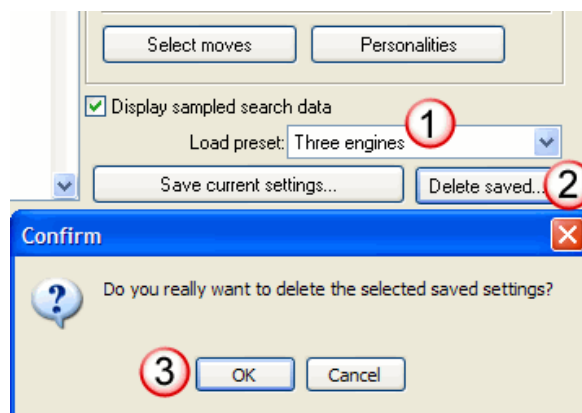 Select moves Personalities
Display sampled search data
1
Load preset: Three engines
Save current settings... Delete saved... 2
Confirm
Do you really want to delete the selected saved settings?
3 OK Cancel